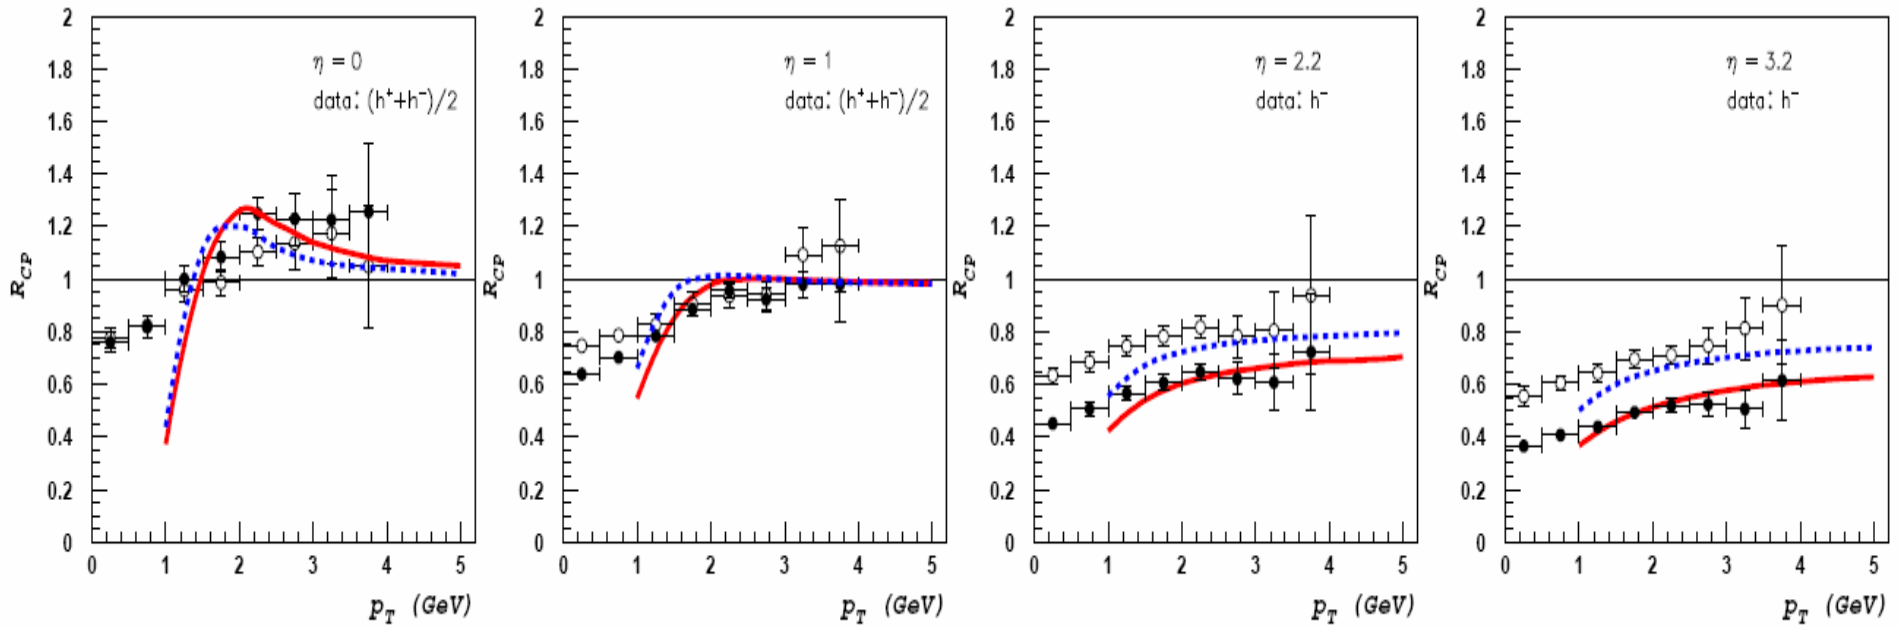 η = 0
data: (h⁺+h⁻)/2
R_CP
2
1.8
1.6
1.4
1.2
1
0.8
0.6
0.4
0.2
0
0 1 2 3 4 5
p_T (GeV)
η = 1
data: (h⁺+h⁻)/2
R_CP
2
1.8
1.6
1.4
1.2
1
0.8
0.6
0.4
0.2
0
0 1 2 3 4 5
p_T (GeV)
η = 2.2
data: h⁻
R_CP
2
1.8
1.6
1.4
1.2
1
0.8
0.6
0.4
0.2
0
0 1 2 3 4 5
p_T (GeV)
η = 3.2
data: h⁻
R_CP
2
1.8
1.6
1.4
1.2
1
0.8
0.6
0.4
0.2
0
0 1 2 3 4 5
p_T (GeV)